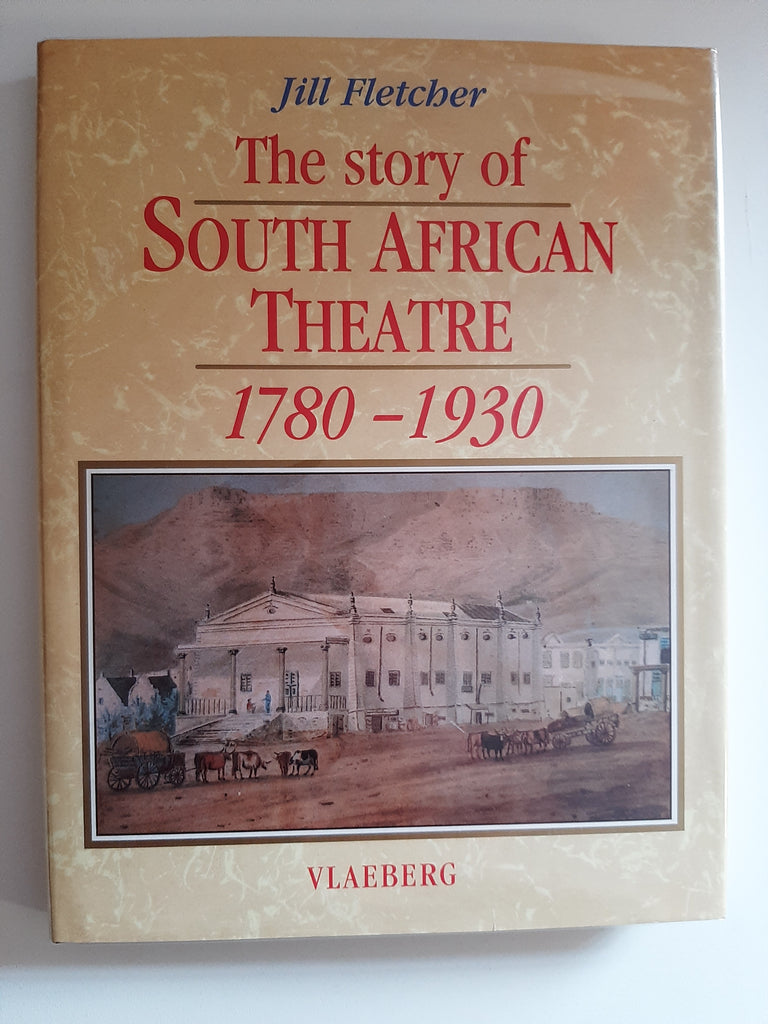 Jill Fletcher
The story of
SOUTH AFRICAN
THEATRE
1780 – 1930
VLAEBERG